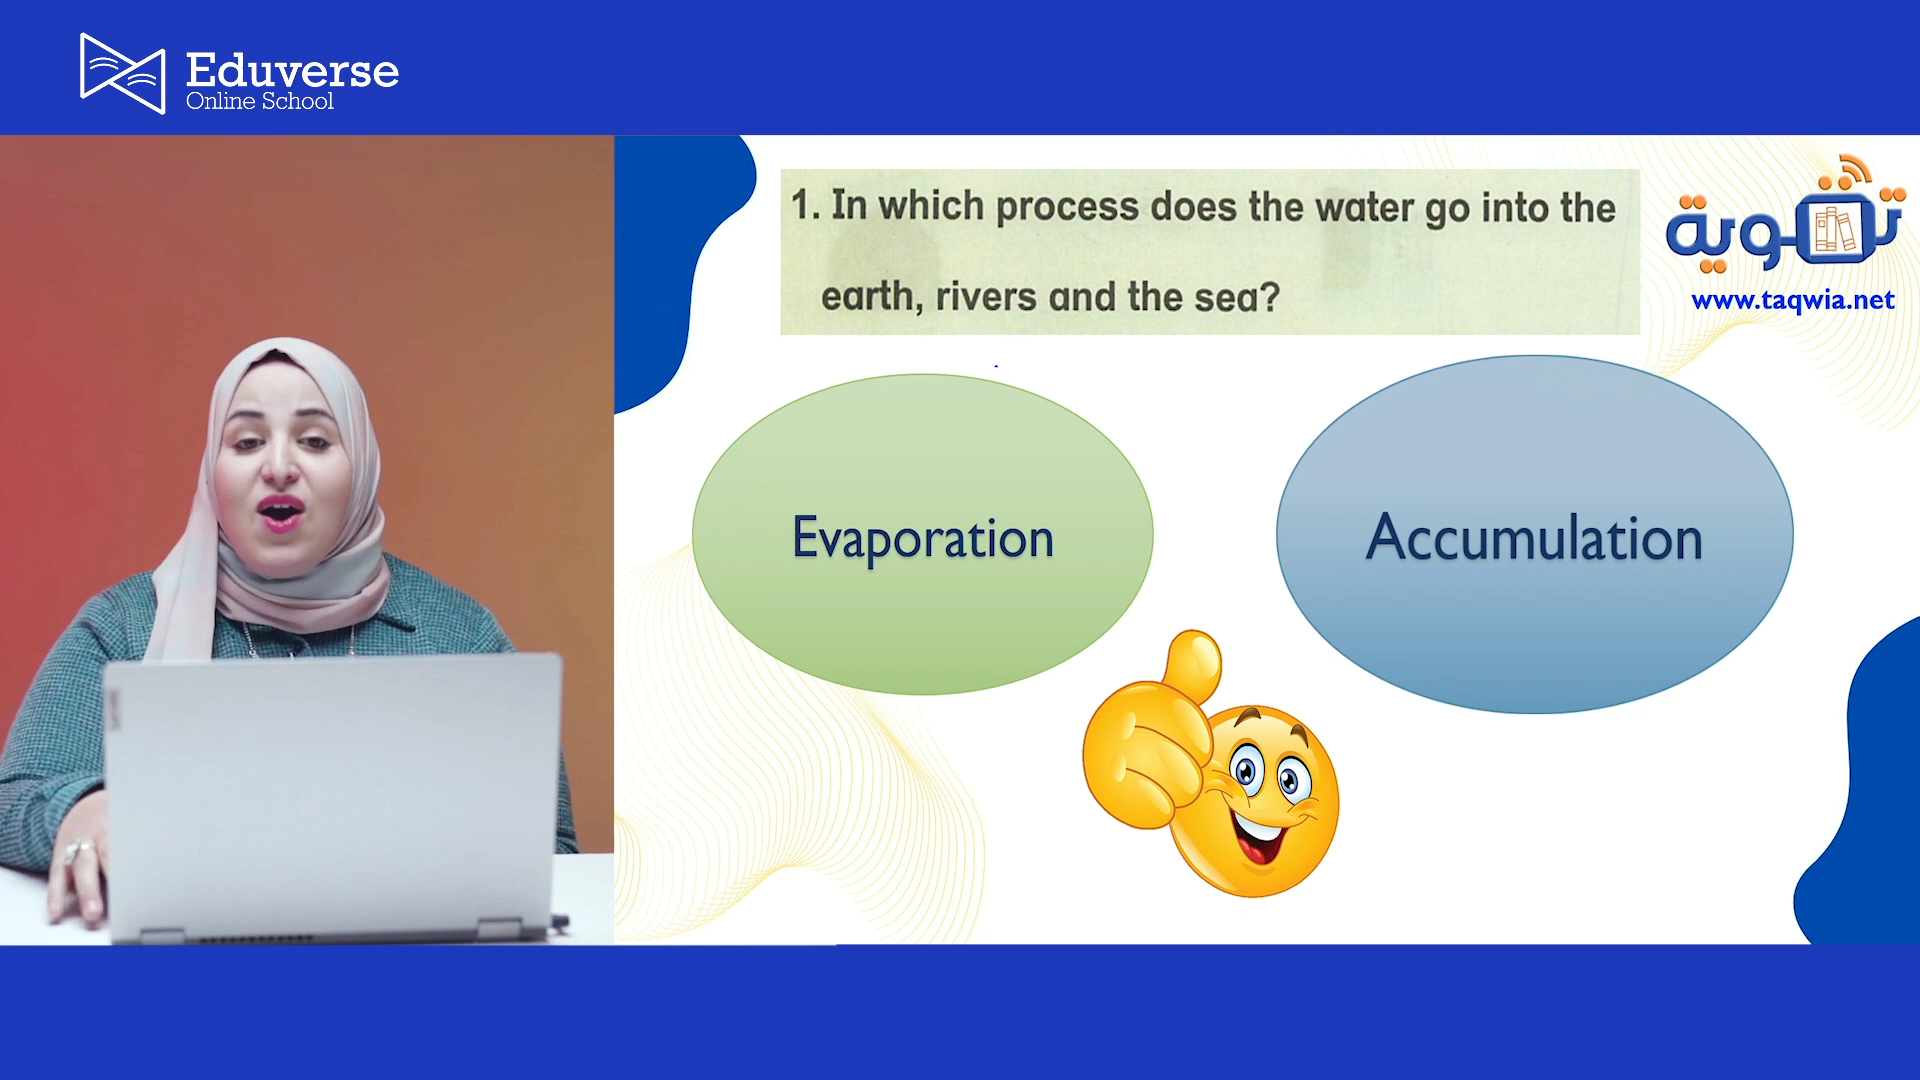 Eduverse
Online School
1. In which process does the water go into the
earth, rivers and the sea?
تقوية
www.taqwia.net
Evaporation
Accumulation